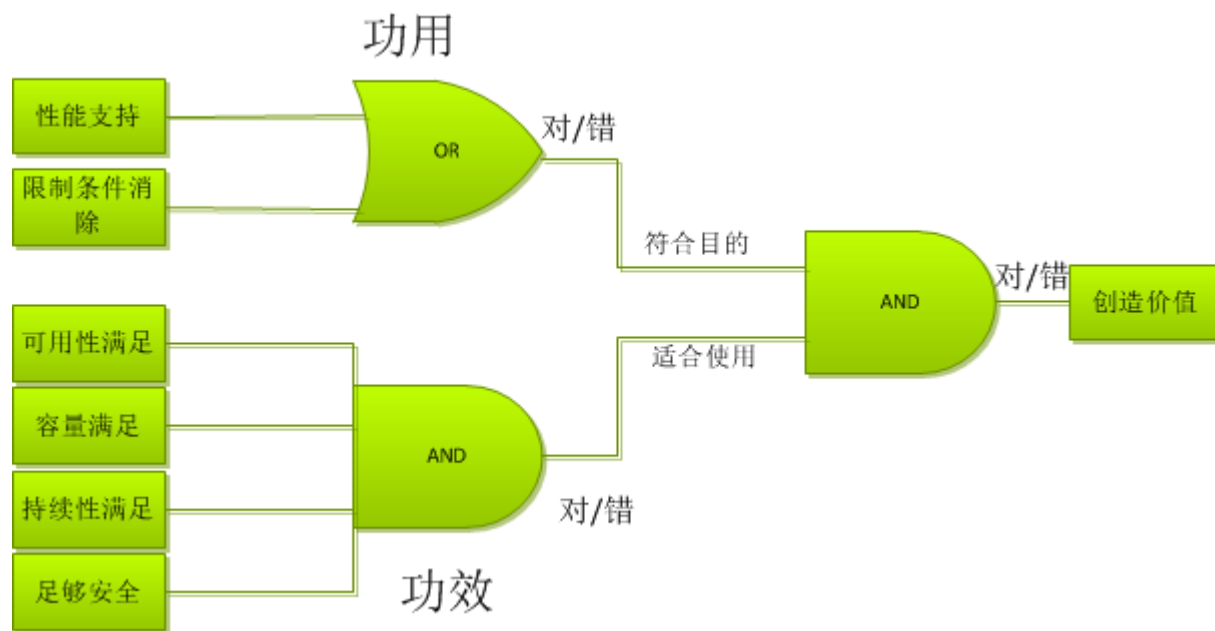 功用
性能支持
限制条件消
除
OR
对/错
符合目的
AND
对/错
创造价值
可用性满足
容量满足
持续性满足
足够安全
AND
适合使用
对/错
功效